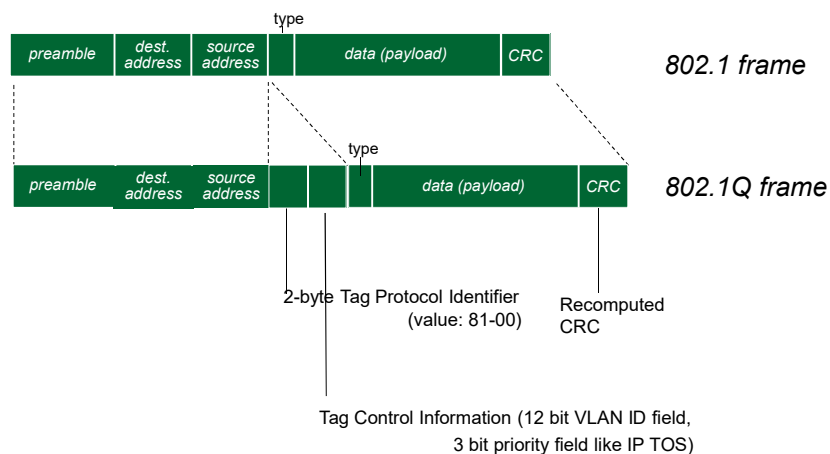 type
preamble
dest.
address
source
address
data (payload)
CRC
802.1 frame
type
preamble
dest.
address
source
address
data (payload)
CRC
802.1Q frame
2-byte Tag Protocol Identifier
(value: 81-00)
Recomputed
CRC
Tag Control Information (12 bit VLAN ID field,
3 bit priority field like IP TOS)